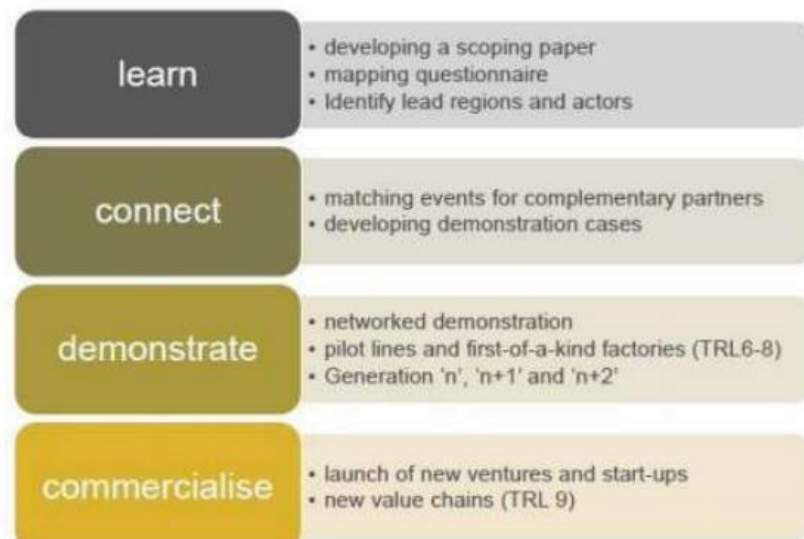 learn
• developing a scoping paper
• mapping questionnaire
• Identify lead regions and actors
connect
• matching events for complementary partners
• developing demonstration cases
demonstrate
• networked demonstration
• pilot lines and first-of-a-kind factories (TRL6-8)
• Generation 'n', 'n+1' and 'n+2'
commercialise
• launch of new ventures and start-ups
• new value chains (TRL 9)